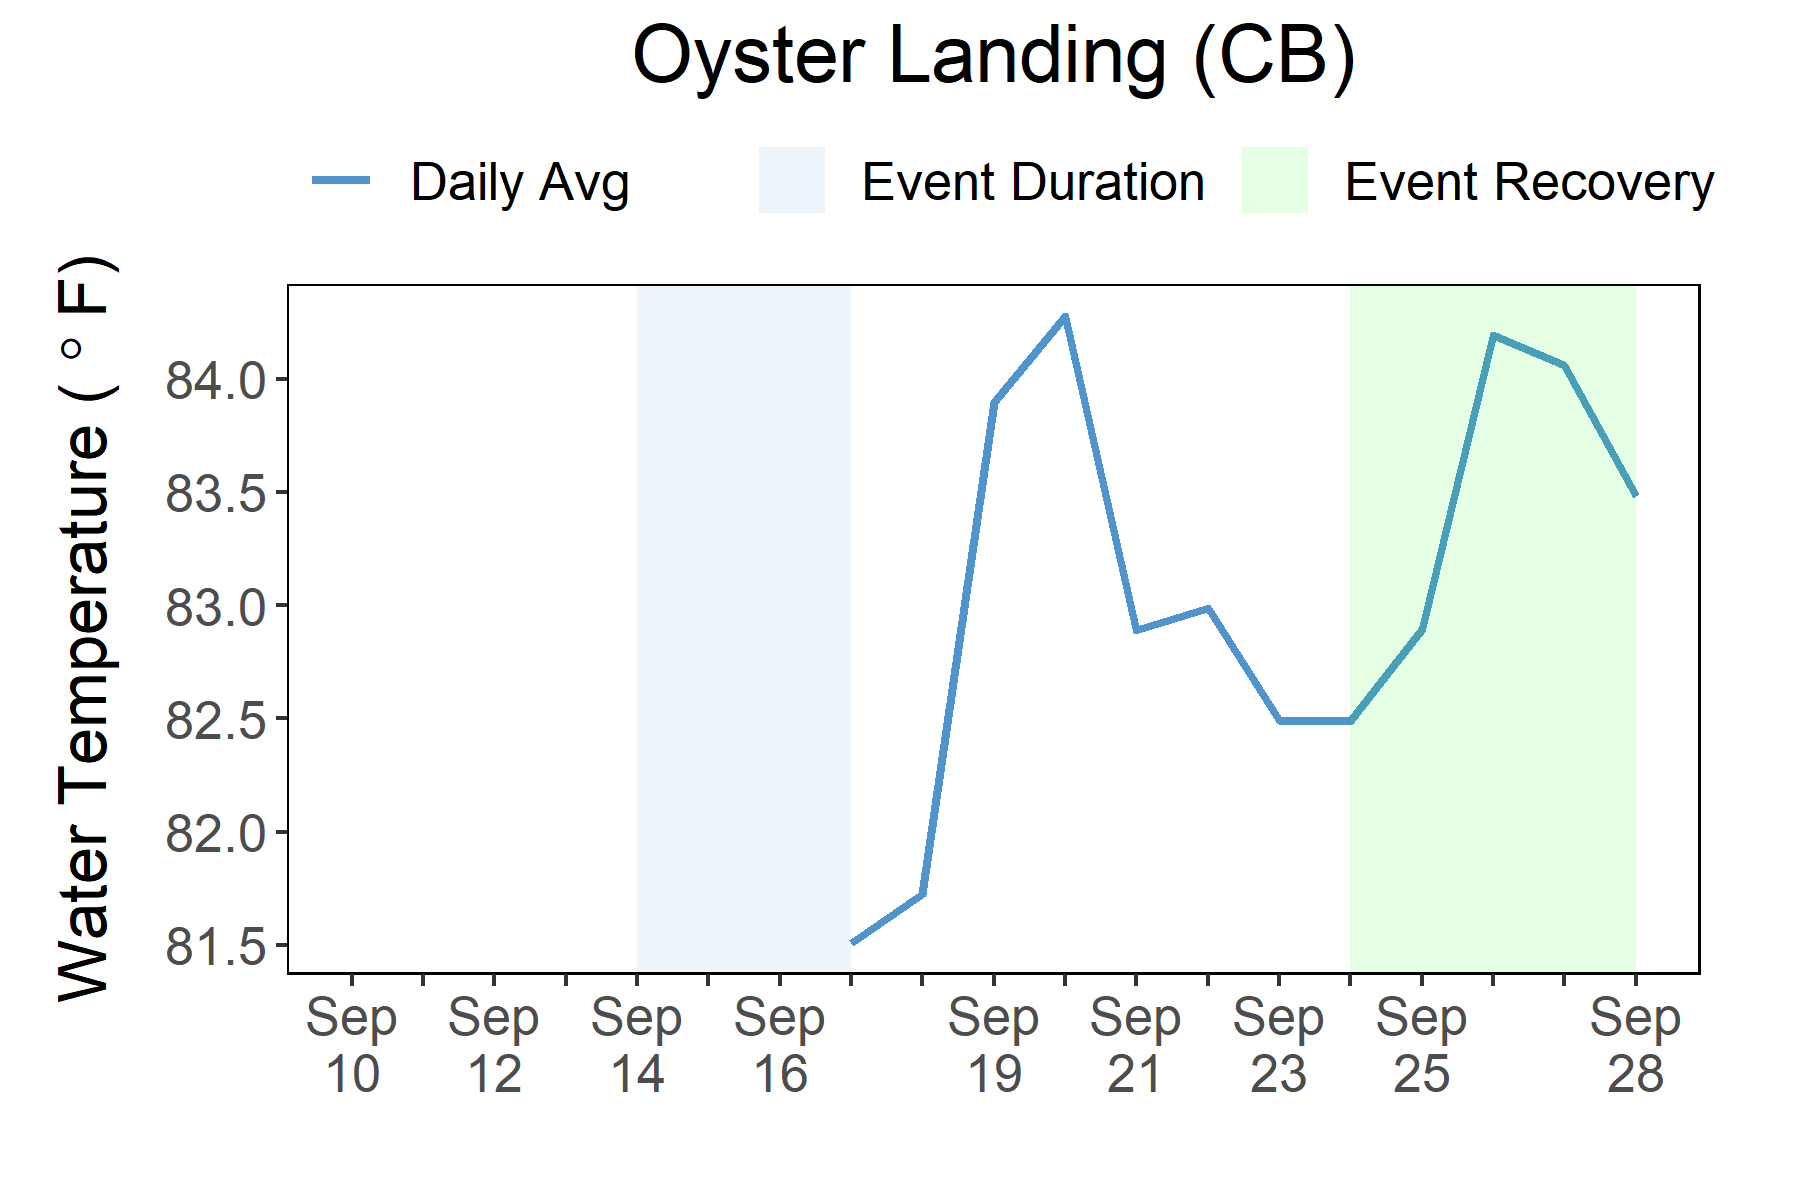 Oyster Landing (CB)
Daily Avg
Event Duration
Event Recovery
Water Temperature ( ° F)
84.0
83.5
83.0
82.5
82.0
81.5
Sep
10
Sep
12
Sep
14
Sep
16
Sep
19
Sep
21
Sep
23
Sep
25
Sep
28